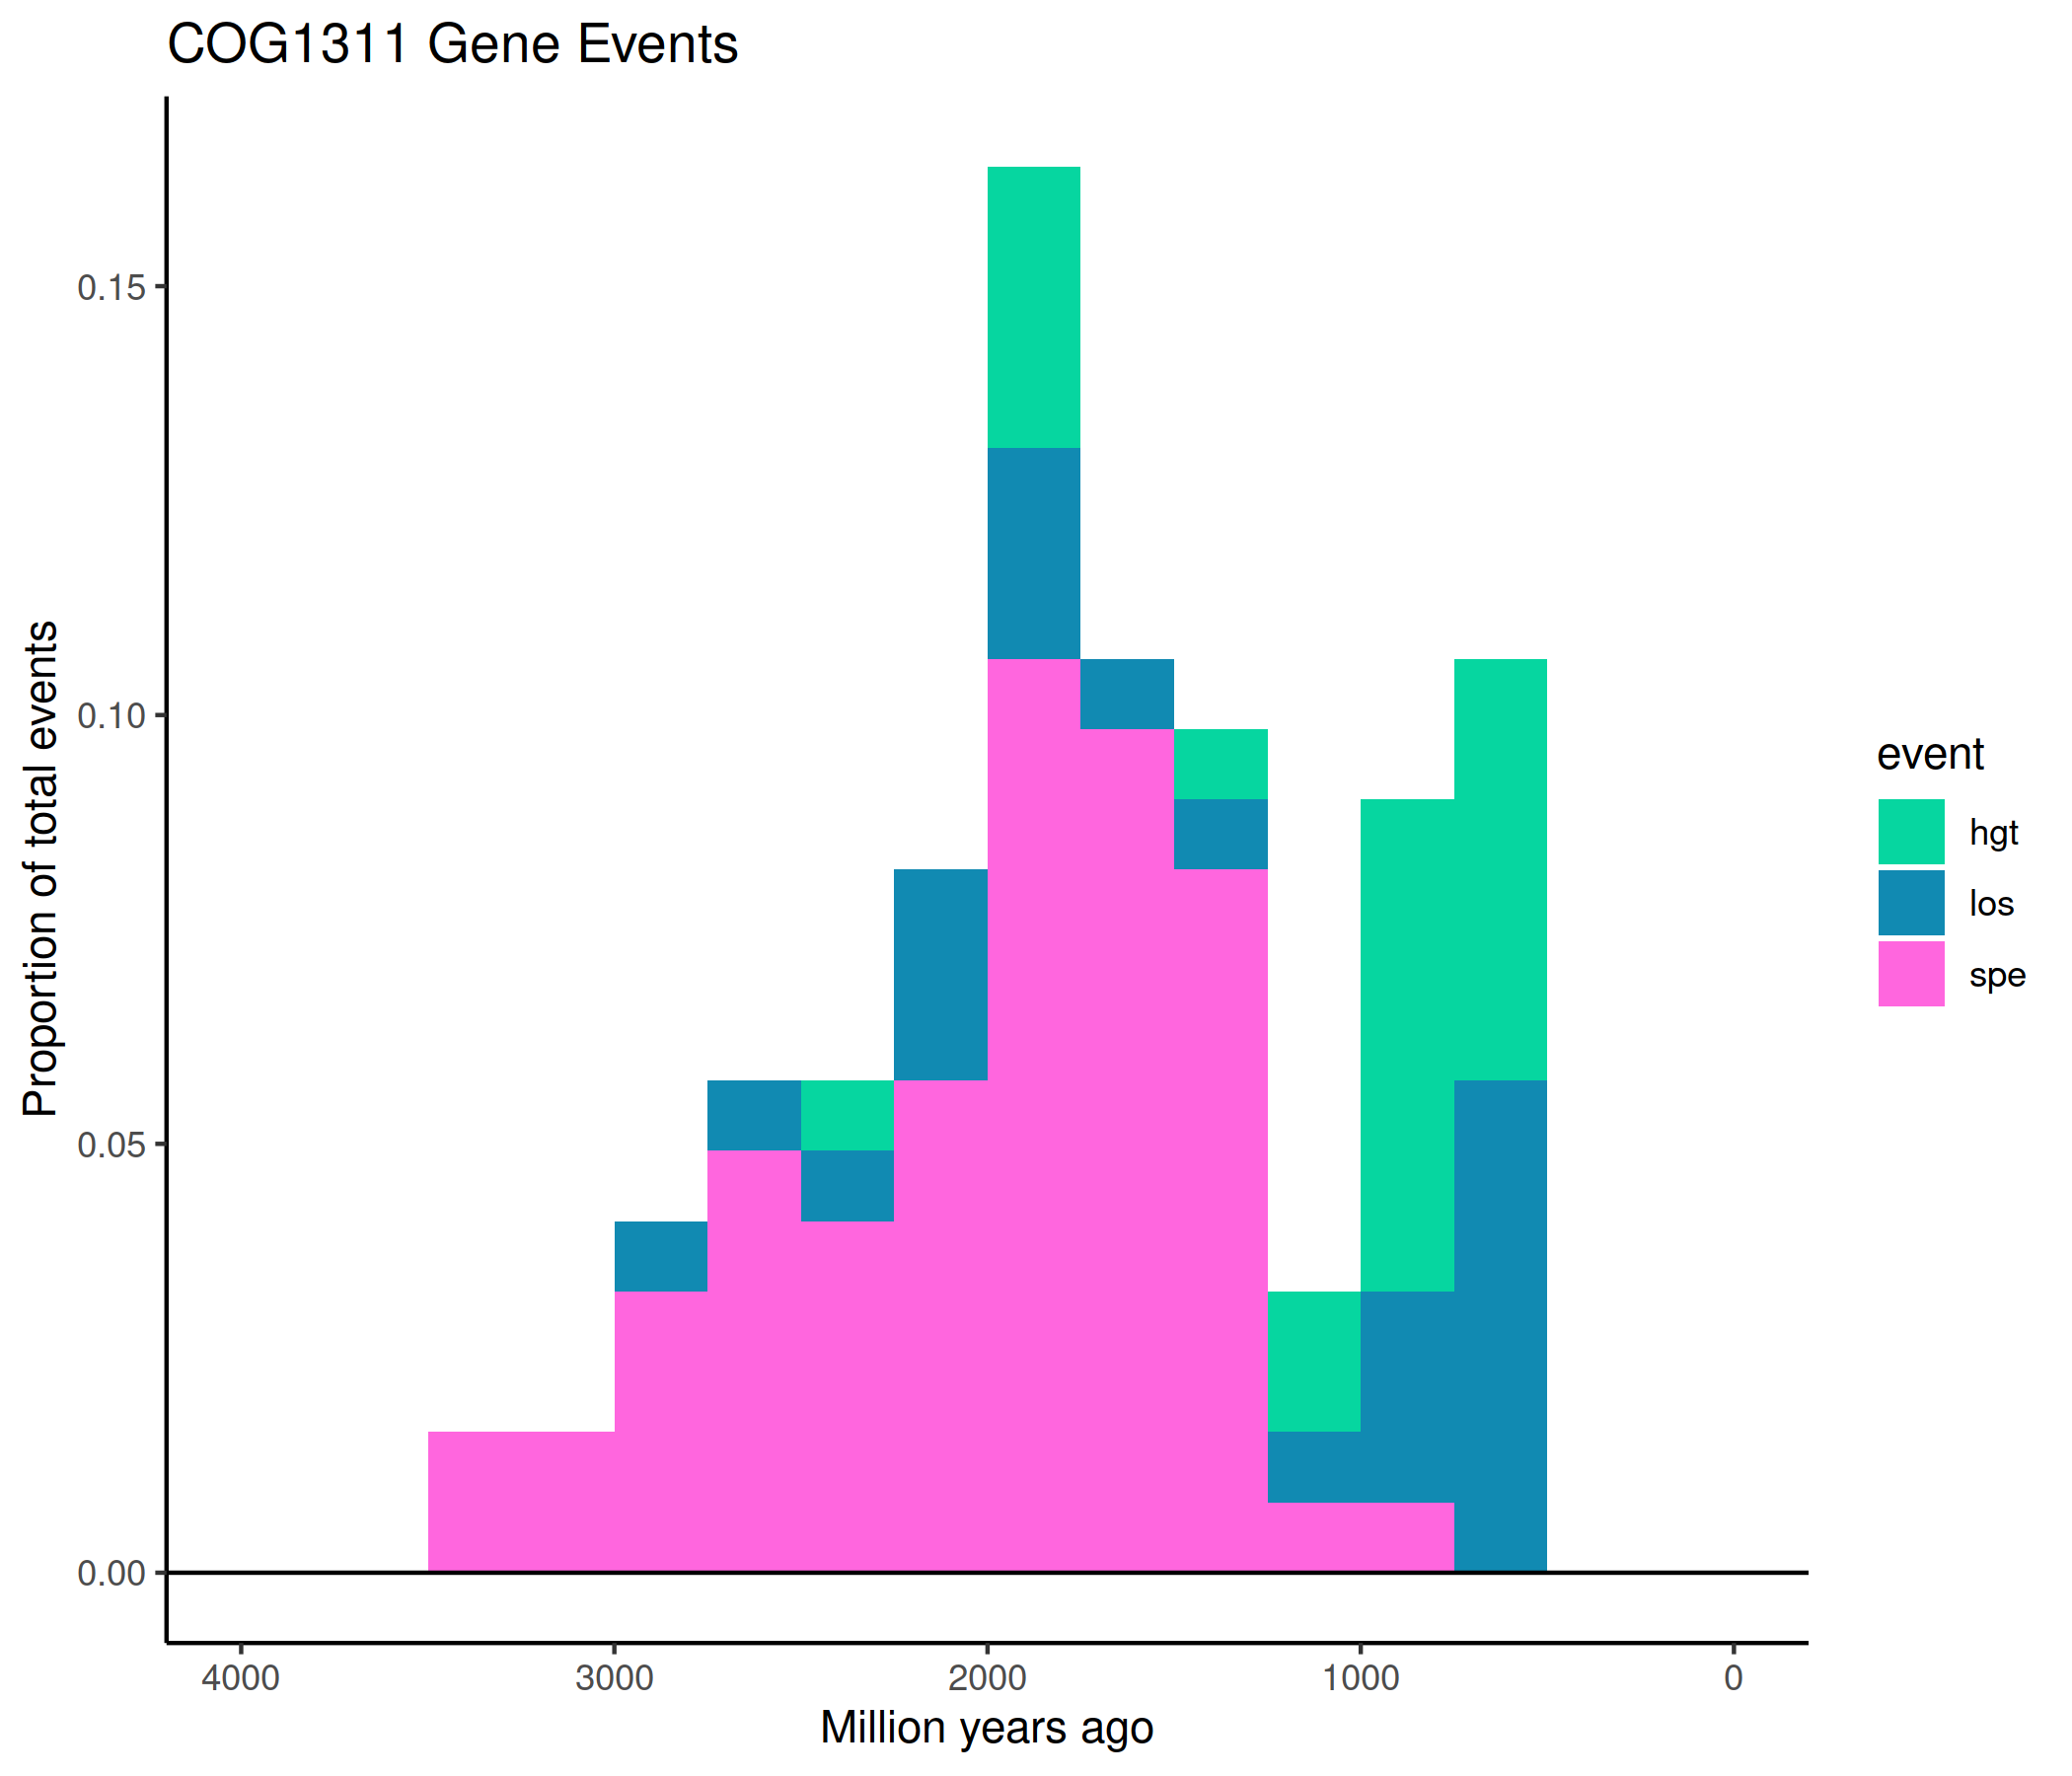 COG1311 Gene Events
Proportion of total events
0.15
0.10
0.05
0.00
4000 3000 2000 1000 0
Million years ago
event
hgt
los
spe